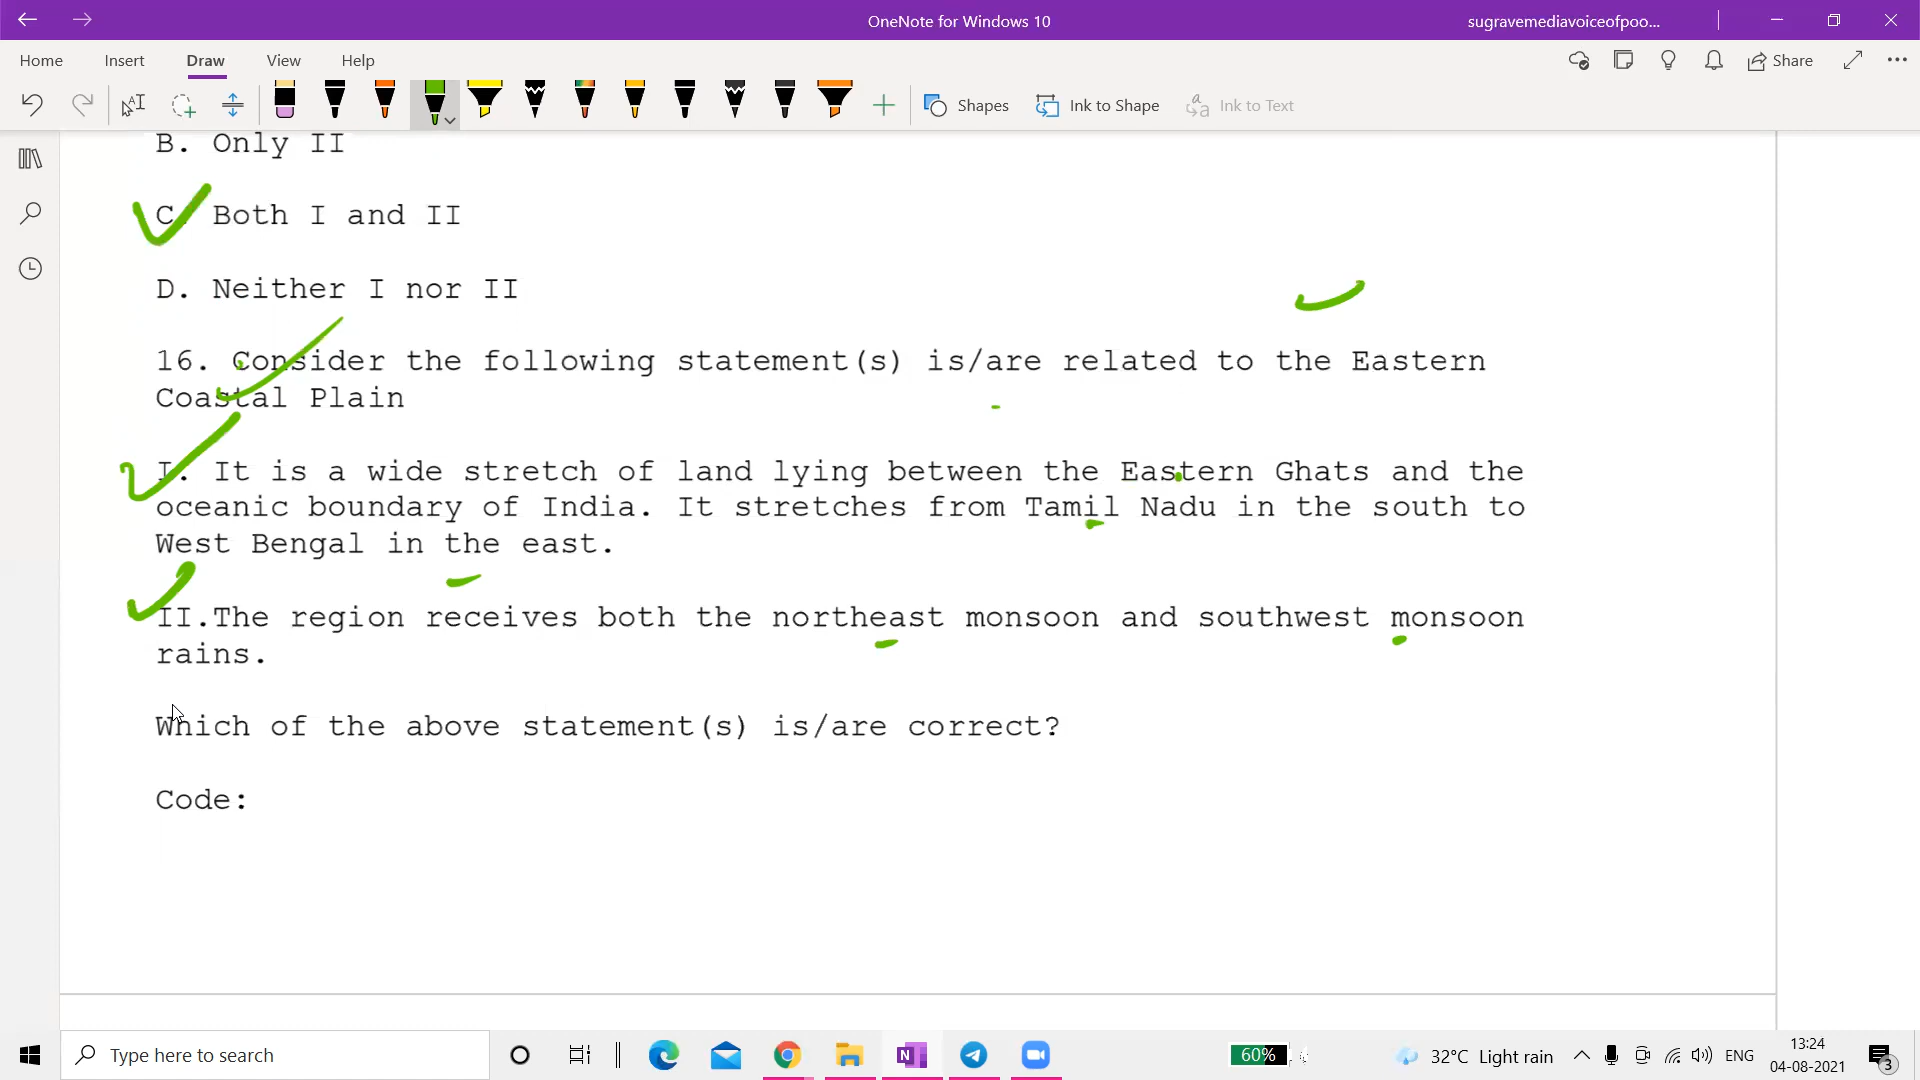 OneNote for Windows 10
sugravemediavoiceofpoo...
Home Insert Draw View Help
Share
Shapes Ink to Shape Ink to Text
B. Only II
C. Both I and II
D. Neither I nor II
16. Consider the following statement(s) is/are related to the Eastern
Coastal Plain
I. It is a wide stretch of land lying between the Eastern Ghats and the
oceanic boundary of India. It stretches from Tamil Nadu in the south to
West Bengal in the east.
II.The region receives both the northeast monsoon and southwest monsoon
rains.
Which of the above statement(s) is/are correct?
Code:
Type here to search
60%
32°C Light rain
ENG
13:24
04-08-2021
3